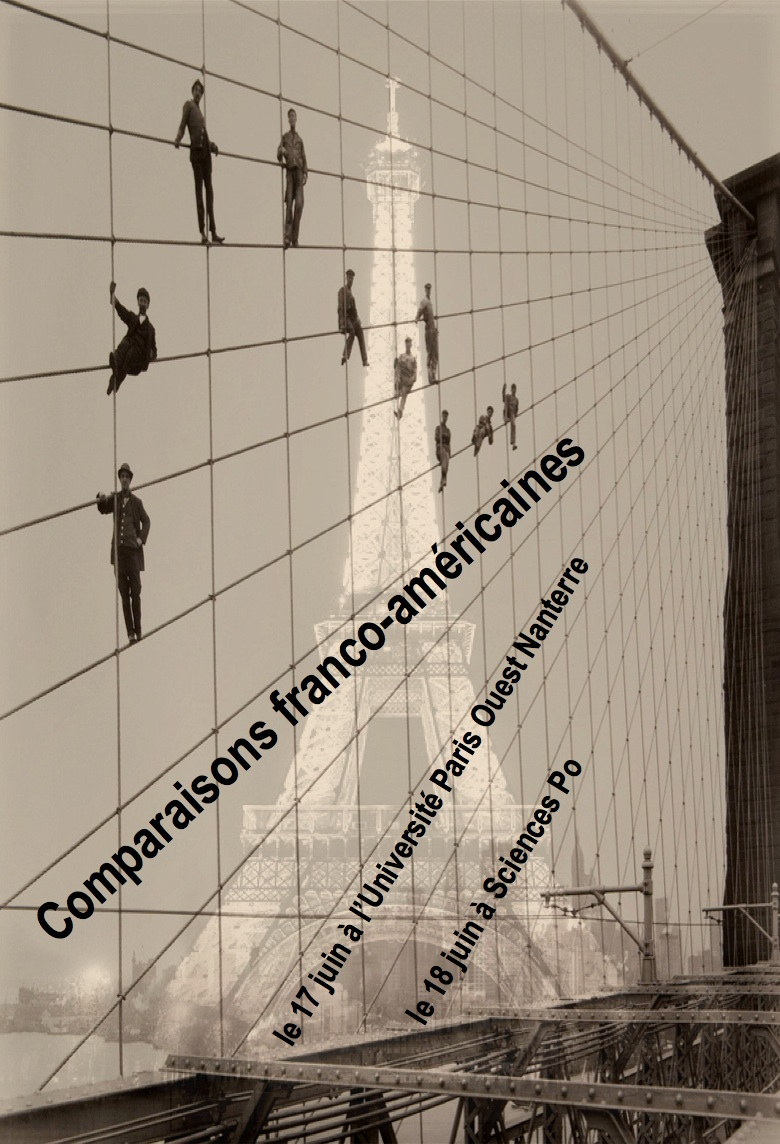 Comparaisons franco-américaines
le 17 juin à l'Université Paris Ouest Nanterre
le 18 juin à Sciences Po